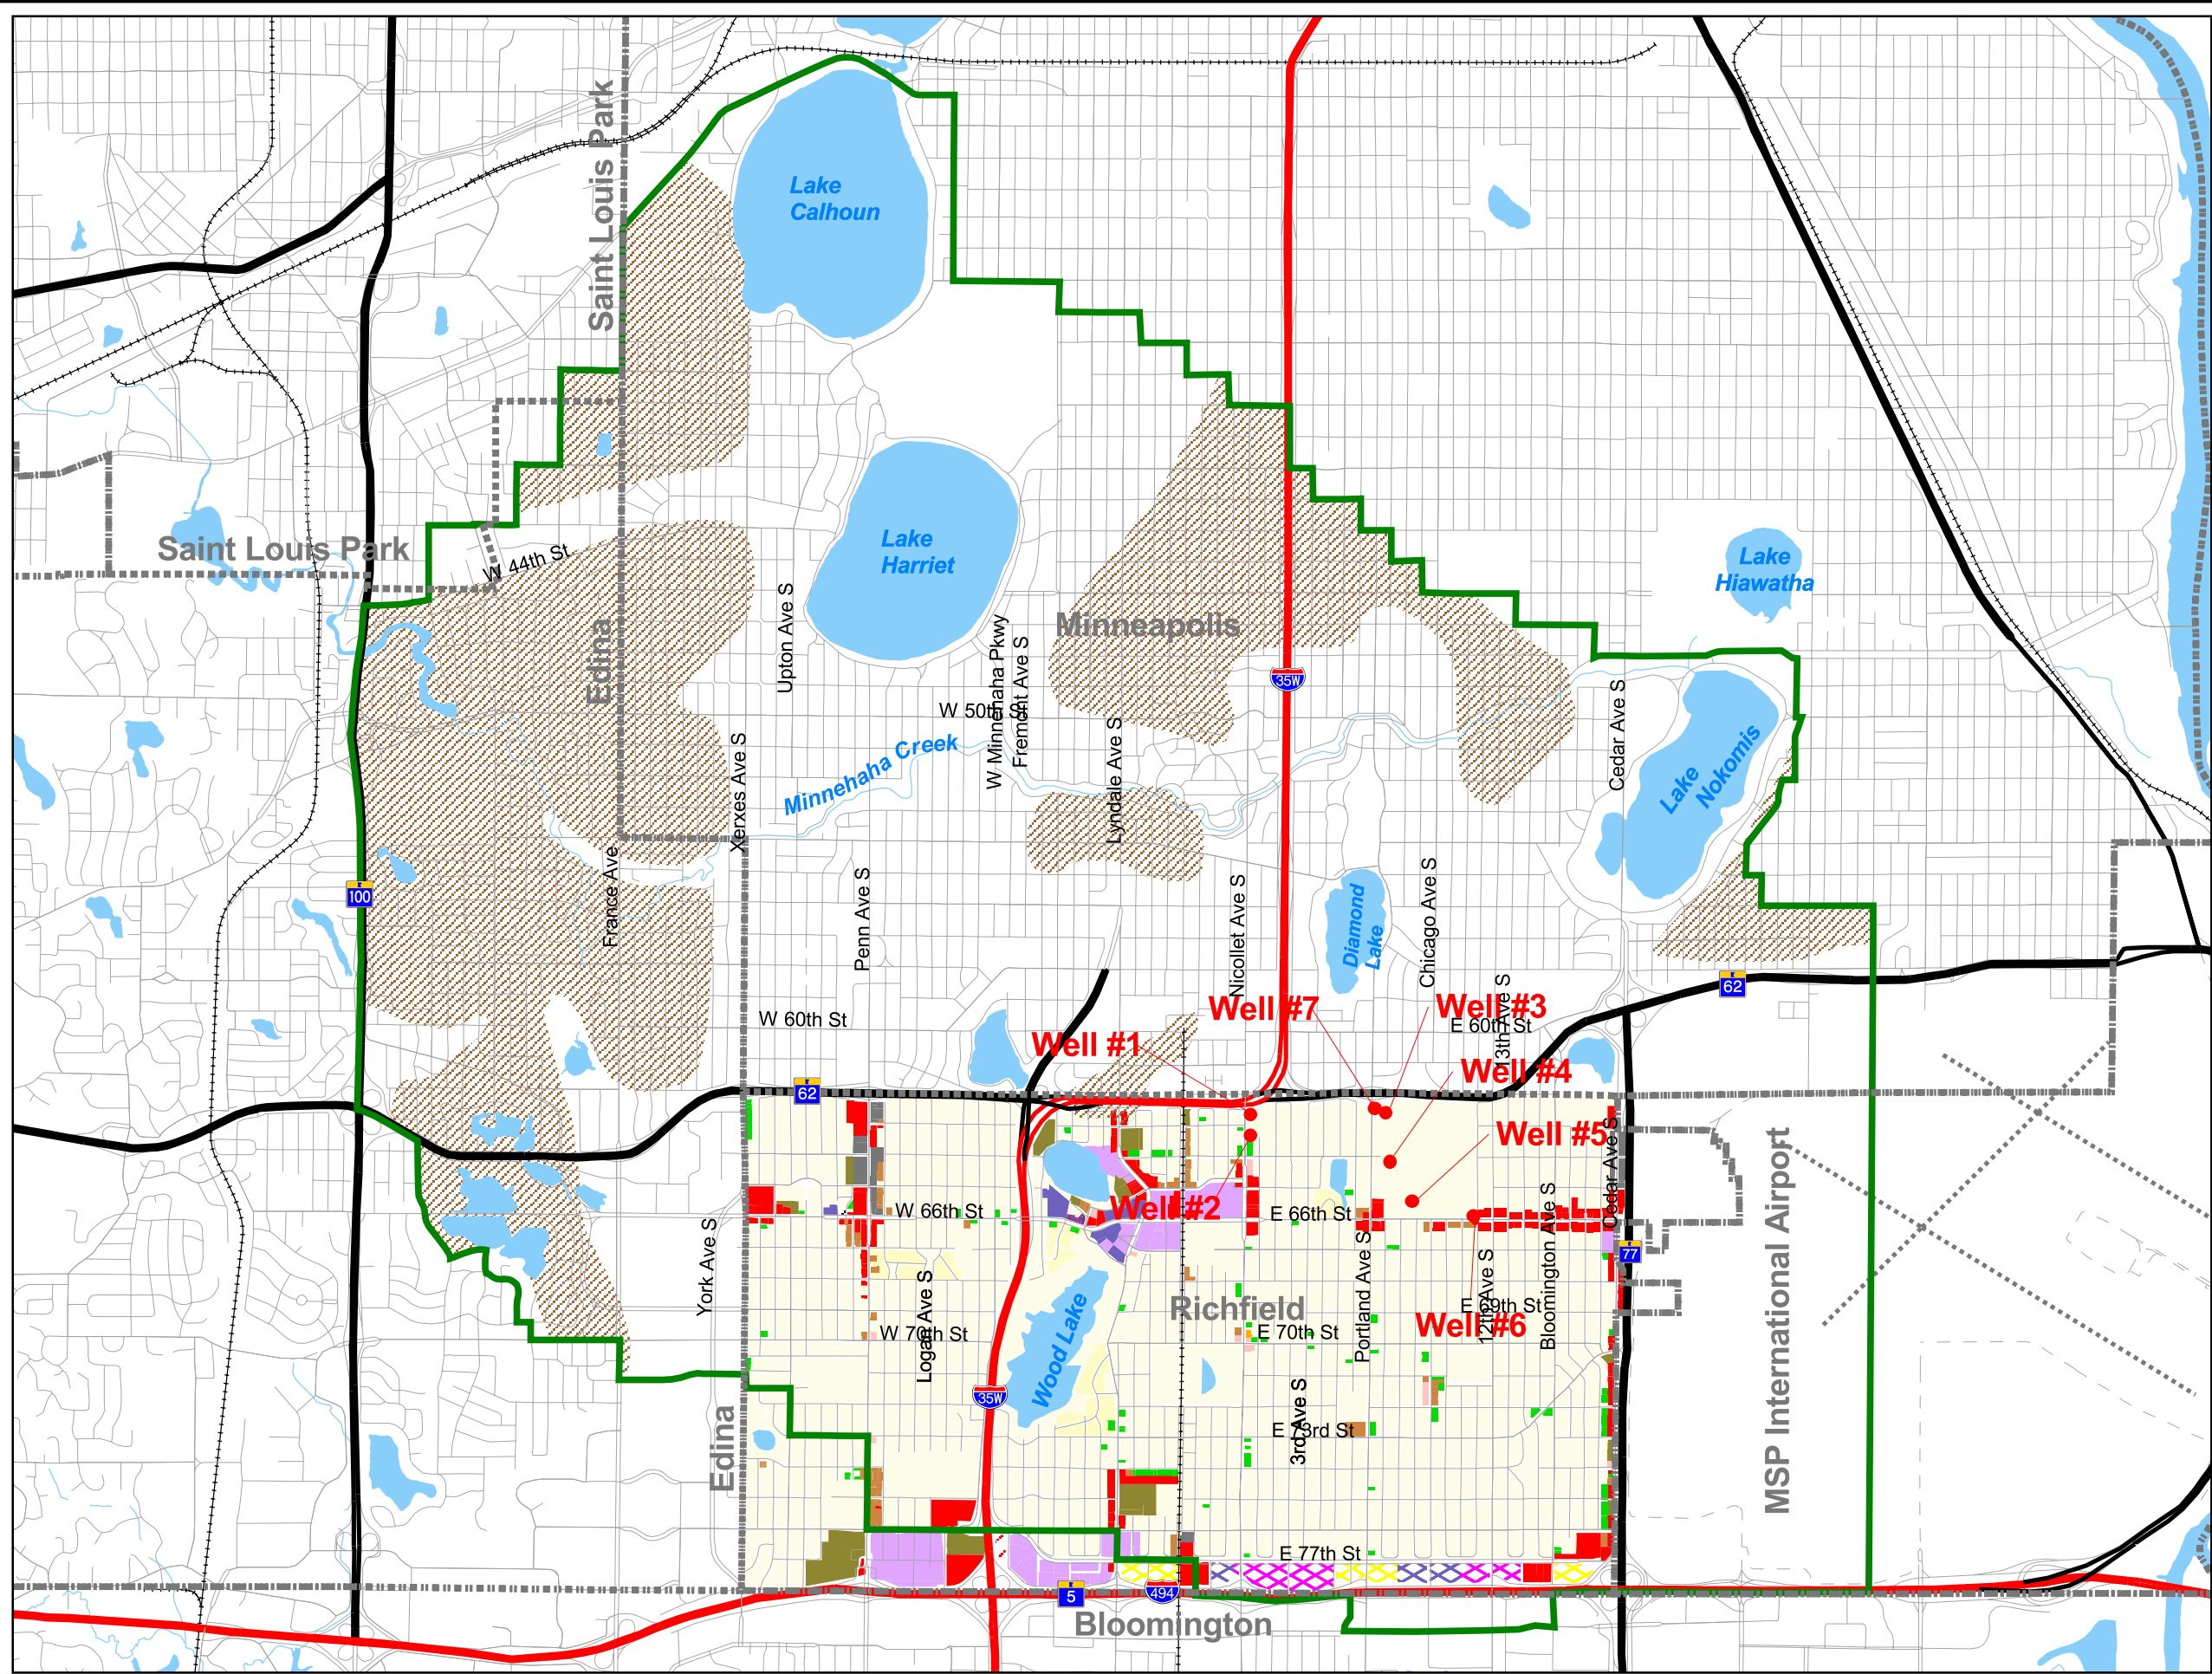 Saint Louis Park
Lake
Calhoun
Saint Louis Park
W 44th St
Lake
Harriet
Lake
Hiawatha
Edina
Upton Ave S
W Minnehaha Pkwy
Fremont Ave S
Minneapolis
35W
W 50th St
Minnehaha Creek
Xerxes Ave S
Lyndale Ave S
Cedar Ave S
Lake
Nokomis
100
France Ave
Penn Ave S
Nicollet Ave S
Diamond
Lake
Chicago Ave S
13th Ave S
62
W 60th St
Well #7
Well #3
E 60th St
Well #1
Well #4
62
Well #5
Cedar Ave S
MSP International Airport
W 66th St
Well #2
E 66th St
York Ave S
Portland Ave S
12th Ave S
Bloomington Ave S
77
Logan Ave S
W 70th St
Wood Lake
Richfield
E 69th St
E 70th St
Well #6
35W
Edina
3rd Ave S
E 73rd St
E 77th St
5
494
Bloomington